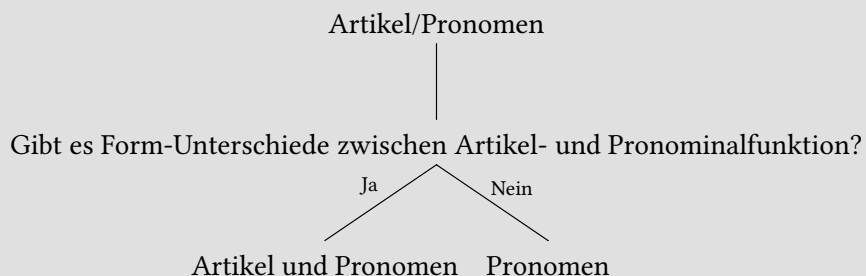 Artikel/Pronomen
Gibt es Form-Unterschiede zwischen Artikel- und Pronominalfunktion?
Ja
Nein
Artikel und Pronomen
Pronomen